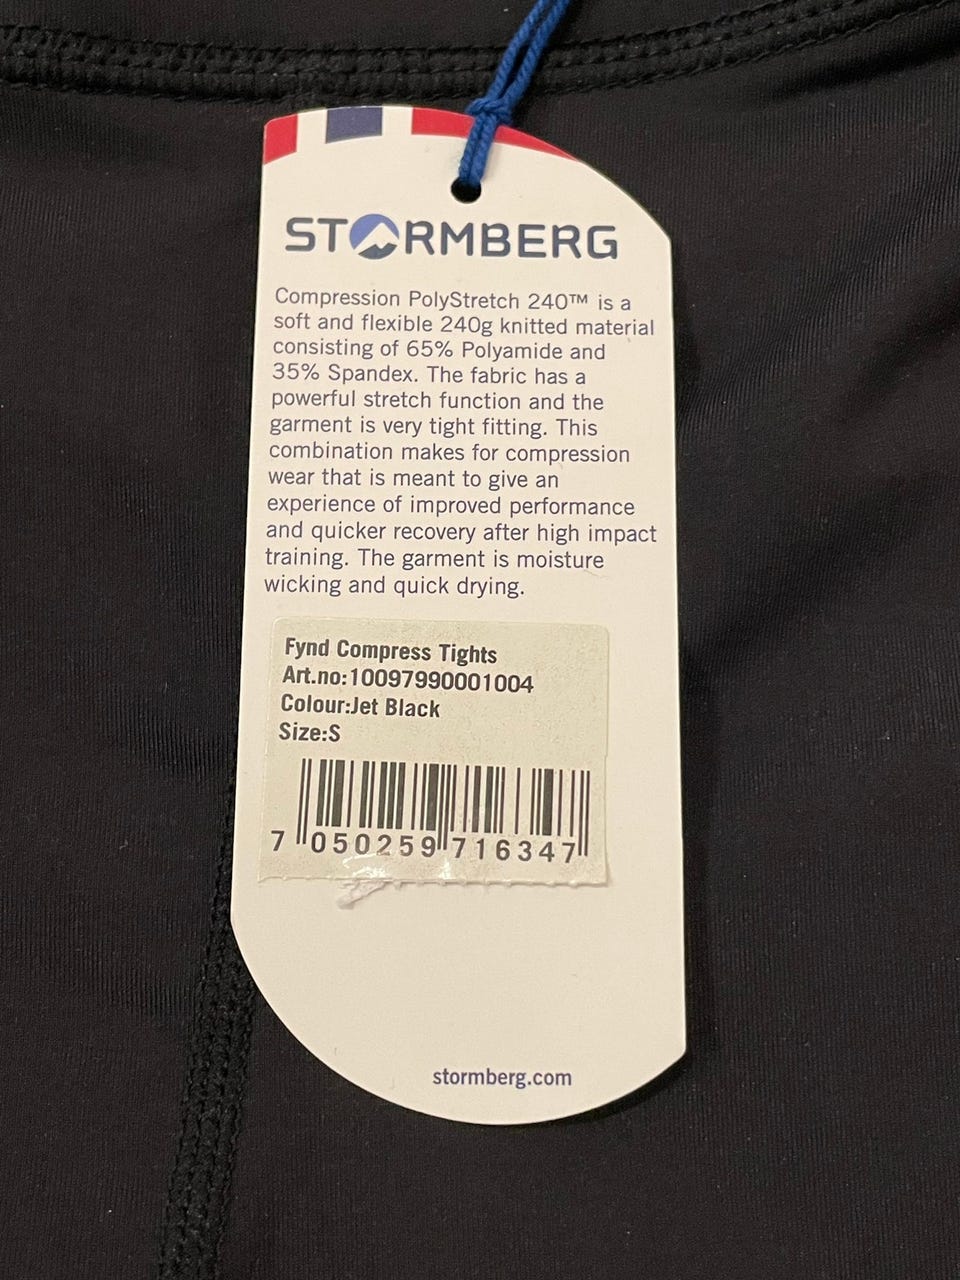 STORMBERG
Compression PolyStretch 240™ is a
soft and flexible 240g knitted material
consisting of 65% Polyamide and
35% Spandex. The fabric has a
powerful stretch function and the
garment is very tight fitting. This
combination makes for compression
wear that is meant to give an
experience of improved performance
and quicker recovery after high impact
training. The garment is moisture
wicking and quick drying.
Fynd Compress Tights
Art.no:10097990001004
Colour:Jet Black
Size:S
7 050259 716347
stormberg.com